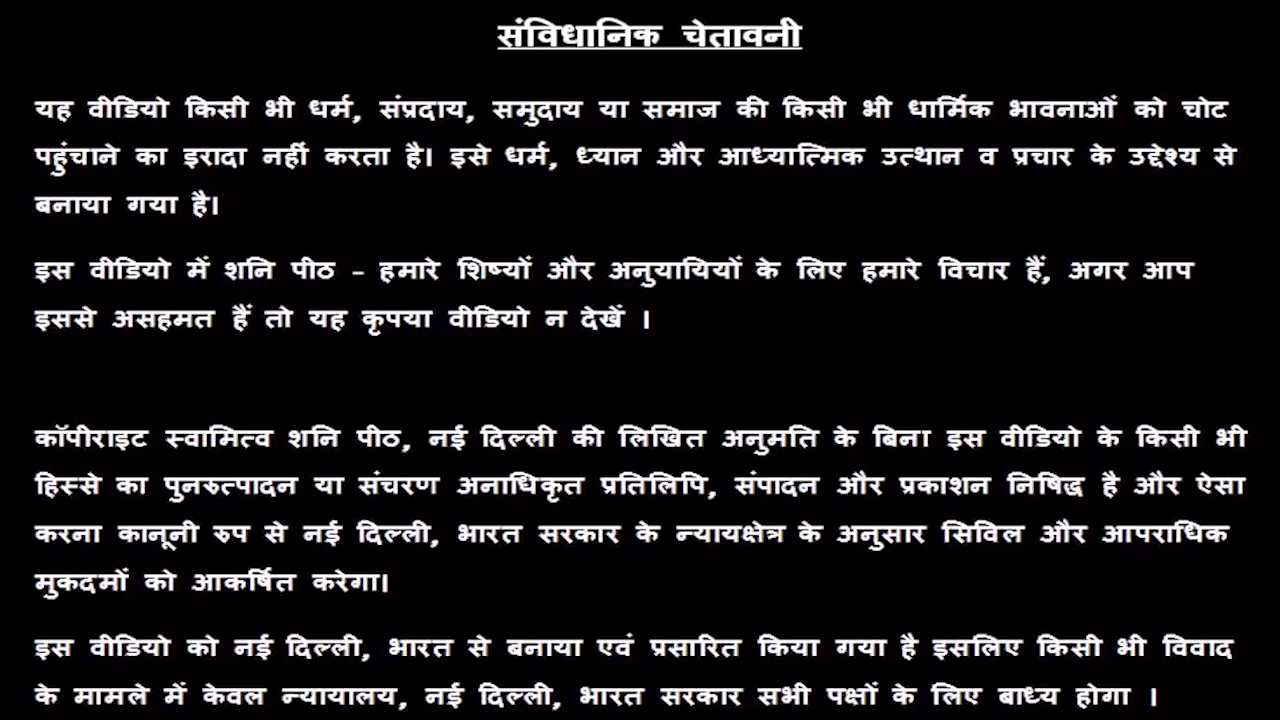 संविधानिक चेतावनी
यह वीडियो किसी भी धर्म, संप्रदाय, समुदाय या समाज की किसी भी धार्मिक भावनाओं को चोट
पहुंचाने का इरादा नहीं करता है। इसे धर्म, ध्यान और आध्यात्मिक उत्थान व प्रचार के उद्देश्य से
बनाया गया है।
इस वीडियो में शनि पीठ – हमारे शिष्यों और अनुयायियों के लिए हमारे विचार हैं, अगर आप
इससे असहमत हैं तो यह कृपया वीडियो न देखें ।
कॉपीराइट स्वामित्व शनि पीठ, नई दिल्ली की लिखित अनुमति के बिना इस वीडियो के किसी भी
हिस्से का पुनरुत्पादन या संचरण अनाधिकृत प्रतिलिपि, संपादन और प्रकाशन निषिद्ध है और ऐसा
करना कानूनी रुप से नई दिल्ली, भारत सरकार के न्यायक्षेत्र के अनुसार सिविल और आपराधिक
मुकदमों को आकर्षित करेगा।
इस वीडियो को नई दिल्ली, भारत से बनाया एवं प्रसारित किया गया है इसलिए किसी भी विवाद
के मामले में केवल न्यायालय, नई दिल्ली, भारत सरकार सभी पक्षों के लिए बाध्य होगा ।